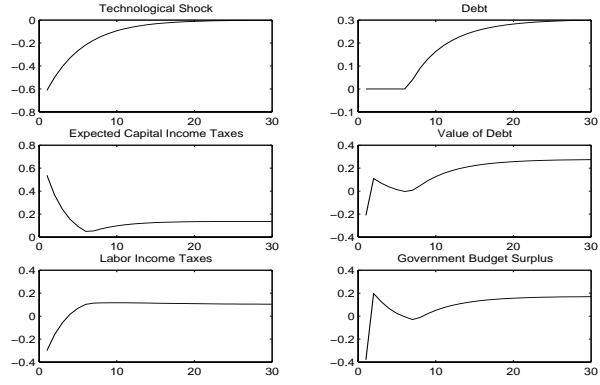 Technological Shock
0
−0.2
−0.4
−0.6
−0.8
0 10 20 30
Debt
0.3
0.2
0.1
0
−0.1
0 10 20 30
Expected Capital Income Taxes
0.8
0.6
0.4
0.2
0
0 10 20 30
Value of Debt
0.4
0.2
0
−0.2
−0.4
0 10 20 30
Labor Income Taxes
0.4
0.2
0
−0.2
−0.4
0 10 20 30
Government Budget Surplus
0.4
0.2
0
−0.2
−0.4
0 10 20 30